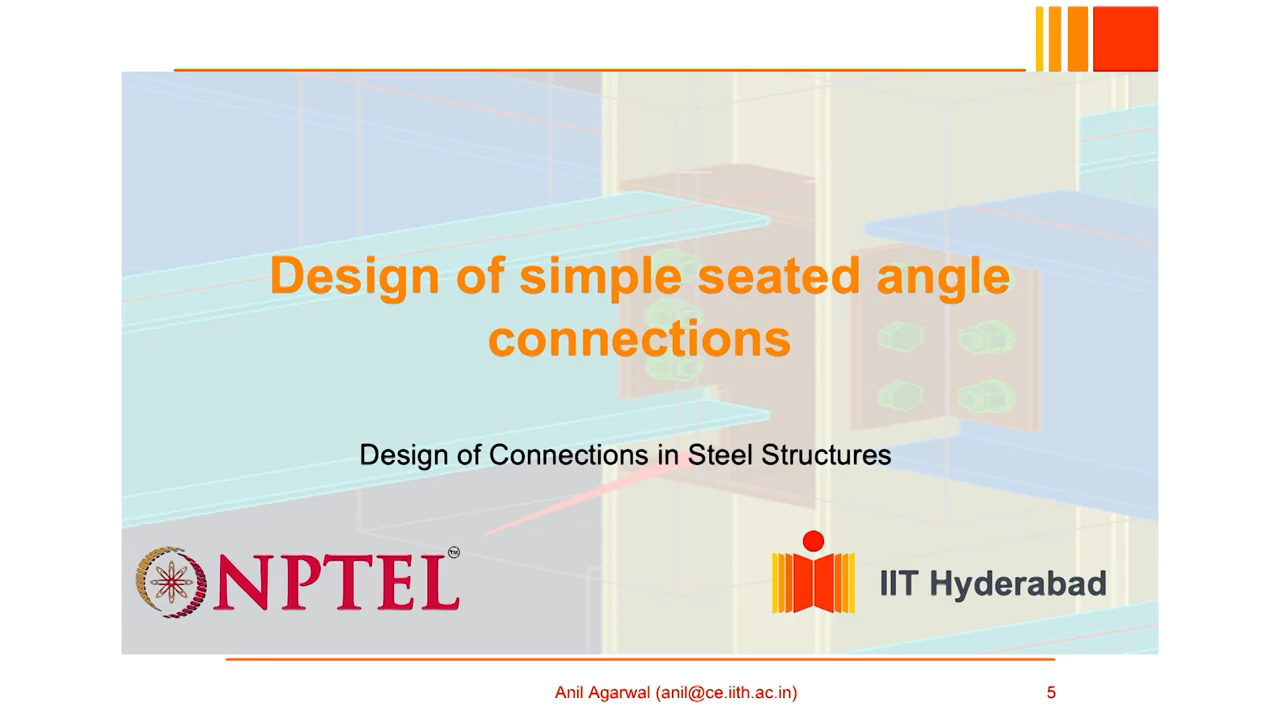 Design of simple seated angle
connections
Design of Connections in Steel Structures
NPTEL™
IIT Hyderabad
Anil Agarwal (anil@ce.iith.ac.in)
5